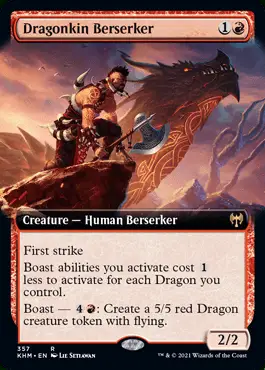 Dragonkin Berserker 1
Creature — Human Berserker
First strike
Boast abilities you activate cost 1
less to activate for each Dragon you
control.
Boast — 4: Create a 5/5 red Dragon
creature token with flying.
2/2
357 R
KHM • EN Lie Setiawan
™ & © 2021 Wizards of the Coast